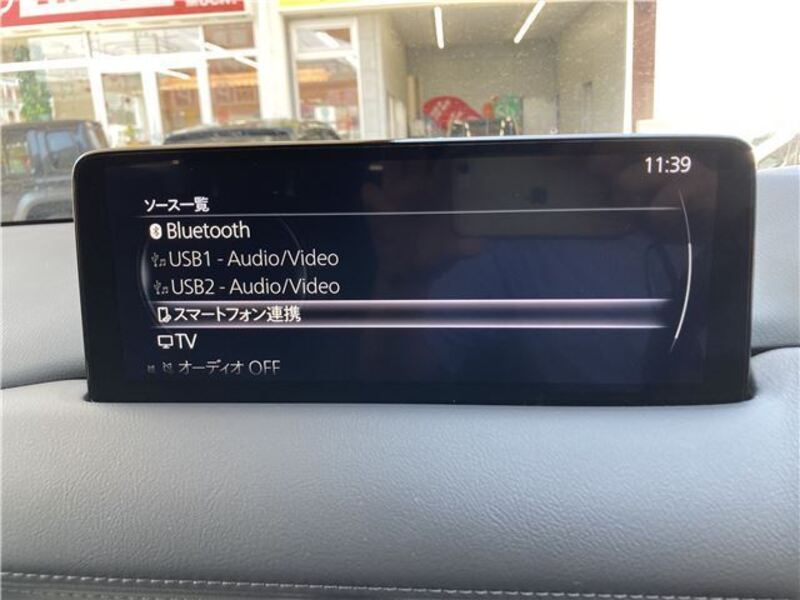 11:39
ソース一覧
Bluetooth
USB1 - Audio/Video
USB2 - Audio/Video
スマートフォン連携
TV
オーディオ OFF